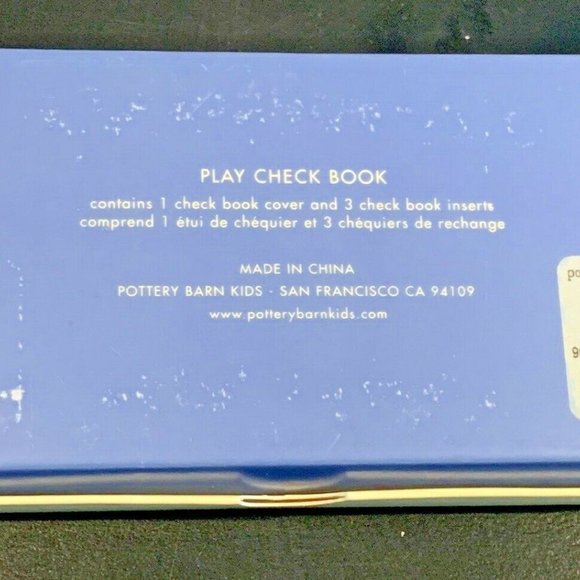 PLAY CHECK BOOK
contains 1 check book cover and 3 check book inserts
comprend 1 étui de chéquier et 3 chéquiers de rechange
MADE IN CHINA
POTTERY BARN KIDS - SAN FRANCISCO CA 94109
www.potterybarnkids.com